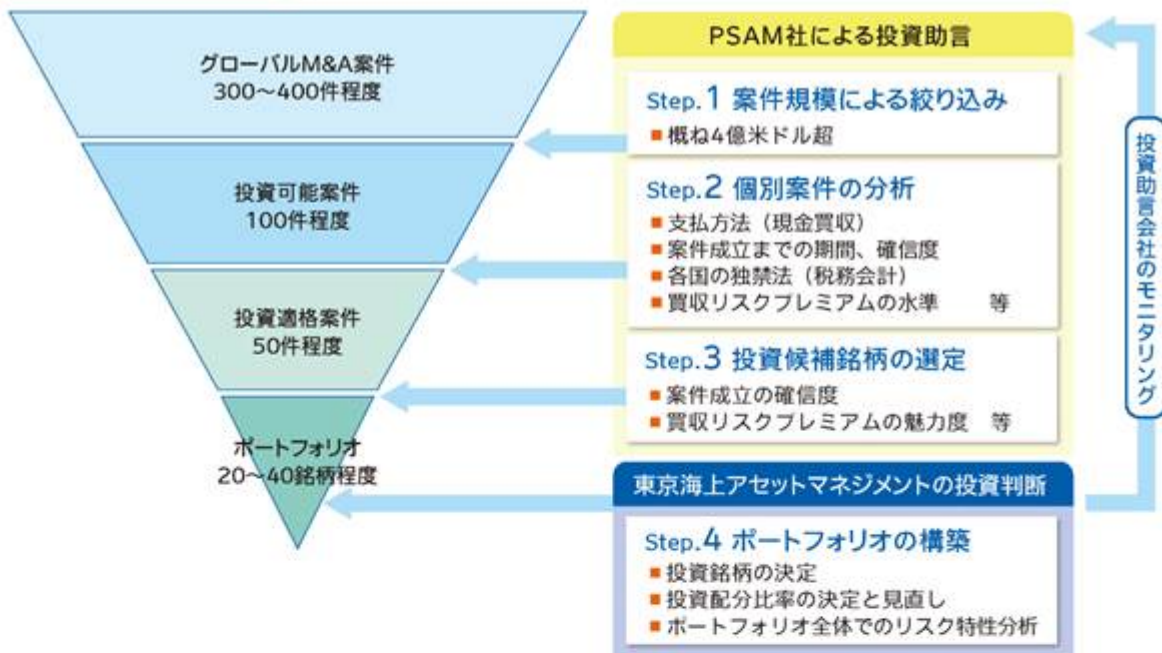 グローバルM&A案件
300～400件程度
投資可能案件
100件程度
投資適格案件
50件程度
ポートフォリオ
20～40銘柄程度
PSAM社による投資助言
Step.1 案件規模による絞り込み
■ 概ね4億米ドル超
Step.2 個別案件の分析
■ 支払方法（現金買収）
■ 案件成立までの期間、確信度
■ 各国の独禁法（税務会計）
■ 買収リスクプレミアムの水準　等
Step.3 投資候補銘柄の選定
■ 案件成立の確信度
■ 買収リスクプレミアムの魅力度　等
東京海上アセットマネジメントの投資判断
Step.4 ポートフォリオの構築
■ 投資銘柄の決定
■ 投資配分比率の決定と見直し
■ ポートフォリオ全体でのリスク特性分析
投資助言会社のモニタリング